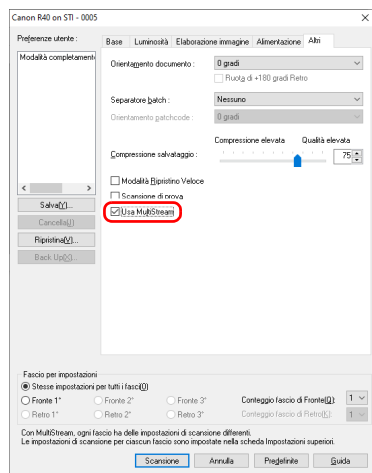 Canon R40 on STI - 0005
Preferenze utente :
Modalità completament
Salva(Y)...
Cancella(J)
Ripristina(V)...
Back Up(X)...
Base Luminosità Elaborazione immagine Alimentazione Altri
Orientamento documento : 0 gradi
Ruota di +180 gradi Retro
Separatore batch : Nessuno
Orientamento patchcode : 0 gradi
Compressione elevata Qualità elevata
Compressione salvataggio : 75
Modalità Ripristino Veloce
Scansione di prova
Usa MultiStream
Fascio per impostazioni
Stesse impostazioni per tutti i fasci(0)
Fronte 1° Fronte 2° Fronte 3° Conteggio fascio di Fronte(Q): 1
Retro 1° Retro 2° Retro 3° Conteggio fascio di Retro(K): 1
Con MultiStream, ogni fascio ha delle impostazioni di scansione differenti.
Le impostazioni di scansione per ciascun fascio sono impostate nella scheda Impostazioni superiori.
Scansione Annulla Predefinite Guida